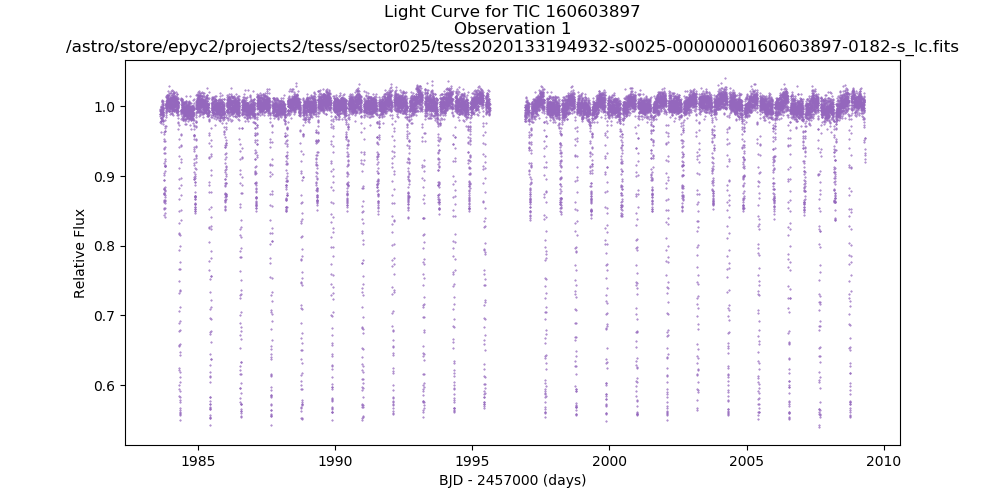 Light Curve for TIC 160603897
Observation 1
/astro/store/epyc2/projects2/tess/sector025/tess2020133194932-s0025-0000000160603897-0182-s_lc.fits
1.0
0.9
0.8
0.7
0.6
Relative Flux
1985
1990
1995
2000
2005
2010
BJD - 2457000 (days)